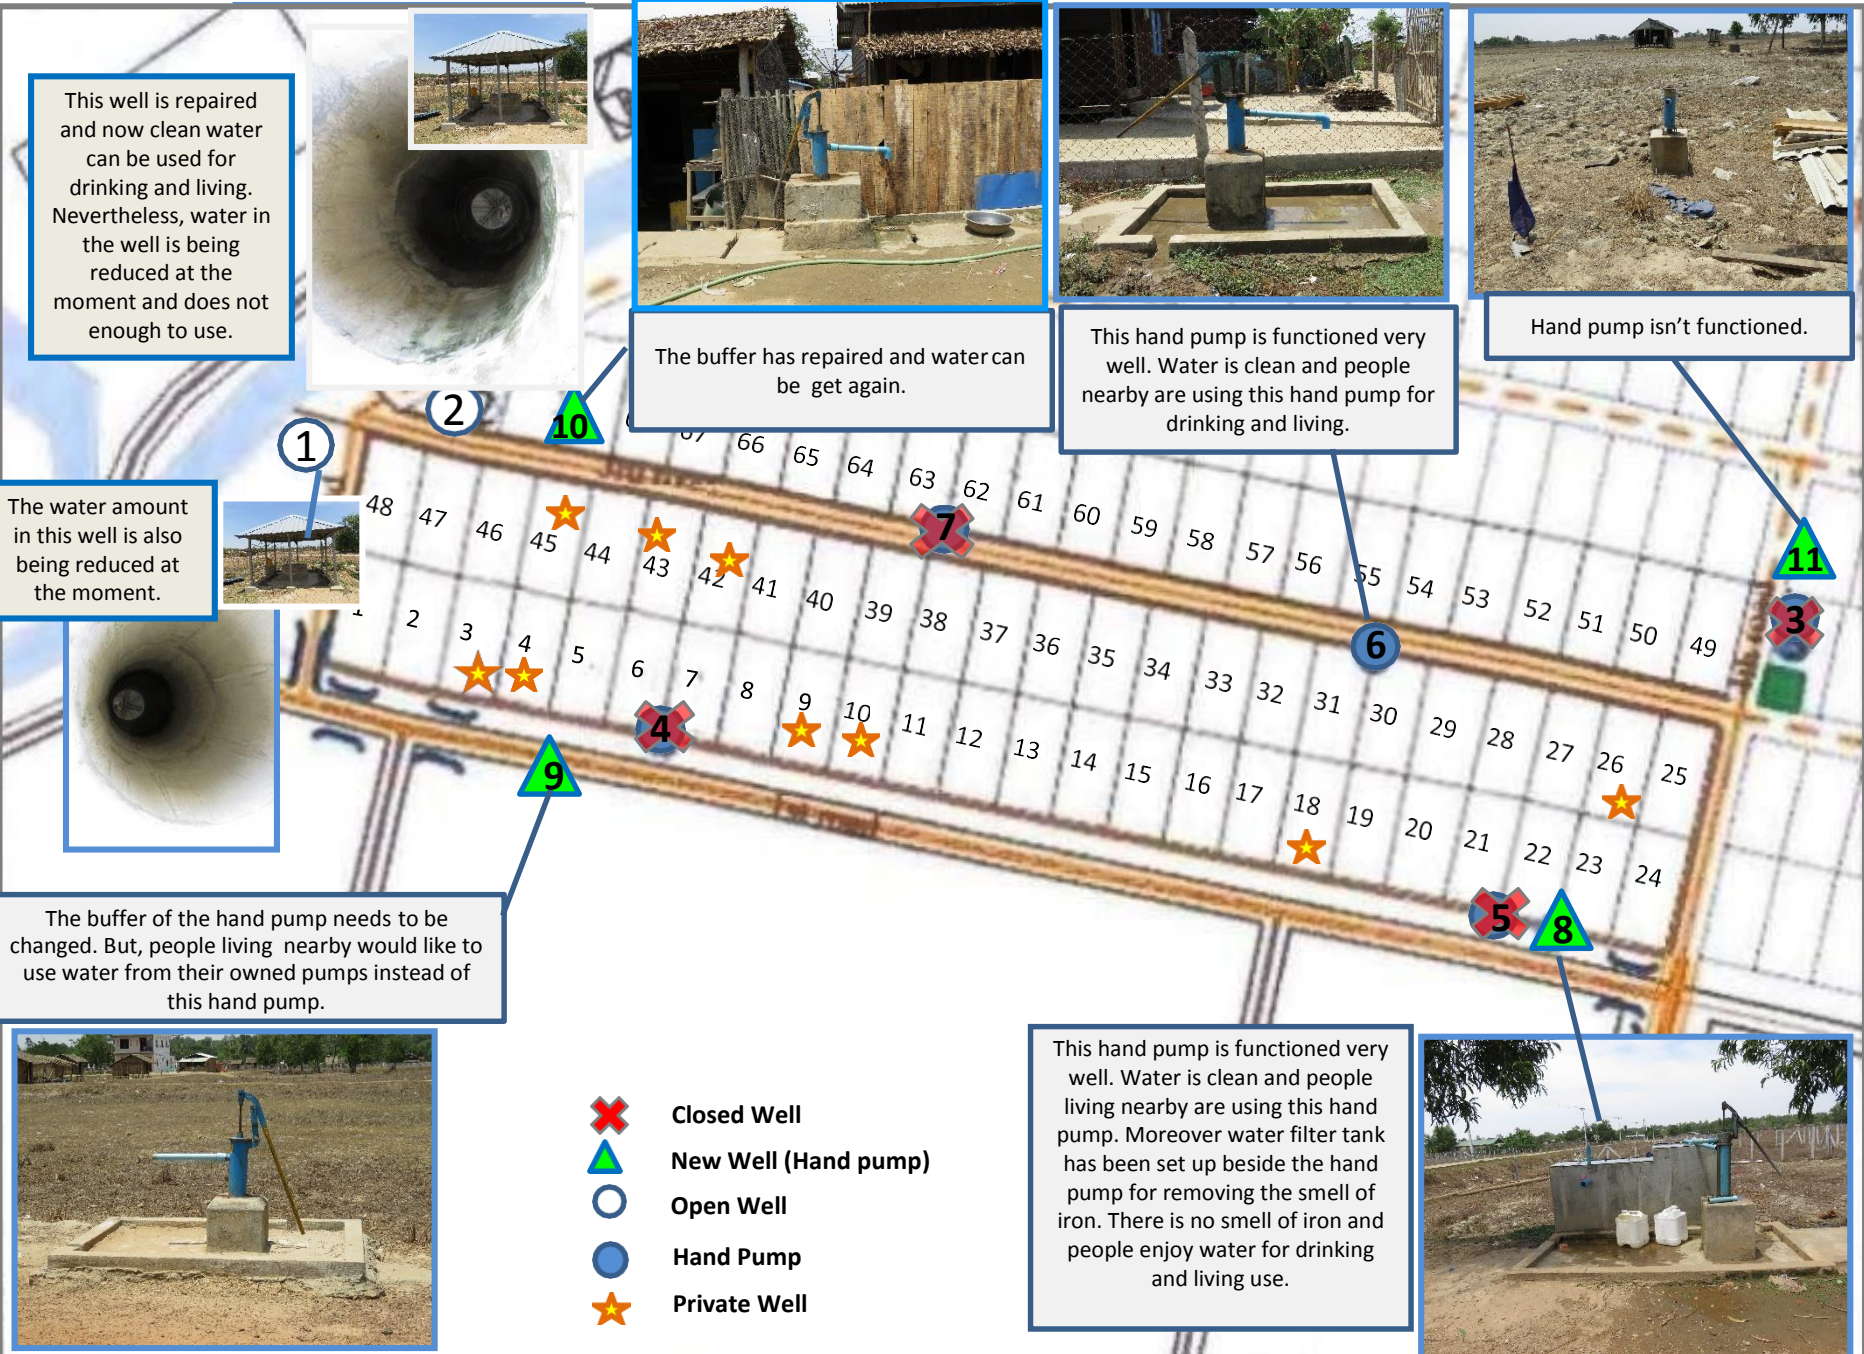 This well is repaired
and now clean water
can be used for
drinking and living.
Nevertheless, water in
the well is being
reduced at the
moment and does not
enough to use.
The buffer has repaired and water can
be get again.
This hand pump is functioned very
well. Water is clean and people
nearby are using this hand pump for
drinking and living.
Hand pump isn't functioned.
1
2
10
67
66
65
64
63
62
61
60
59
58
57
56
55
54
53
52
51
50
49
11
3
7
6
The water amount
in this well is also
being reduced at
the moment.
48
47
46
45
44
43
42
41
40
39
38
37
36
35
34
33
32
31
30
29
28
27
26
25
1
2
3
4
5
6
7
8
9
10
11
12
13
14
15
16
17
18
19
20
21
22
23
24
4
9
5
8
The buffer of the hand pump needs to be
changed. But, people living nearby would like to
use water from their owned pumps instead of
this hand pump.
Closed Well
New Well (Hand pump)
Open Well
Hand Pump
Private Well
This hand pump is functioned very
well. Water is clean and people
living nearby are using this hand
pump. Moreover water filter tank
has been set up beside the hand
pump for removing the smell of
iron. There is no smell of iron and
people enjoy water for drinking
and living use.